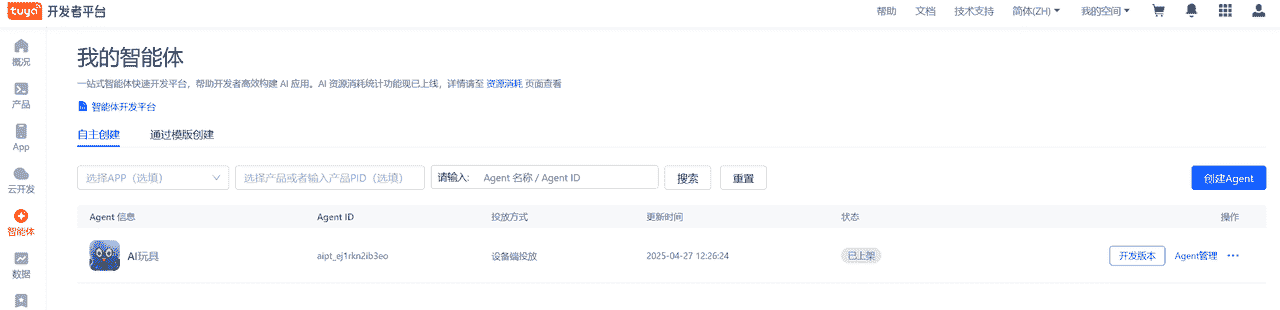 tuya 开发者平台 帮助 文档 技术支持 简体(ZH) 我的空间
概况
产品
App
云开发
智能体
数据
我的智能体
一站式智能体快速开发平台，帮助开发者高效构建 AI 应用。AI 资源消耗统计功能现已上线，详情请至 资源消耗 页面查看
智能体开发平台
自主创建 通过模版创建
选择APP（选填） 选择产品或者输入产品PID（选填） 请输入: Agent 名称 / Agent ID 搜索 重置 创建Agent
Agent 信息 Agent ID 投放方式 更新时间 状态 操作
AI玩具 aipt_ej1rkn2ib3eo 设备端投放 2025-04-27 12:26:24 已上架 开发版本 Agent管理 ···